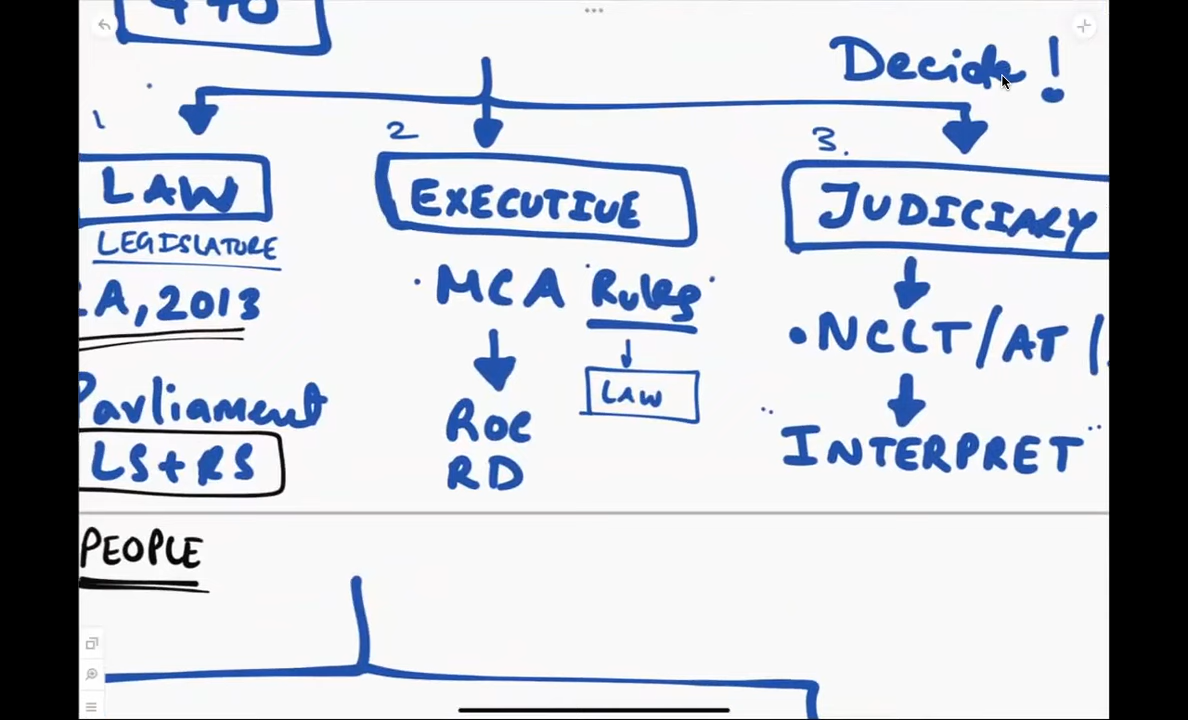 470
Decide!
1
2
3.
LAW
EXECUTIVE
JUDICIARY
LEGISLATURE
MCA Rules
A, 2013
NCLT/AT/
LAW
Parliament
ROC
INTERPRET
LS+RS
RD
PEOPLE